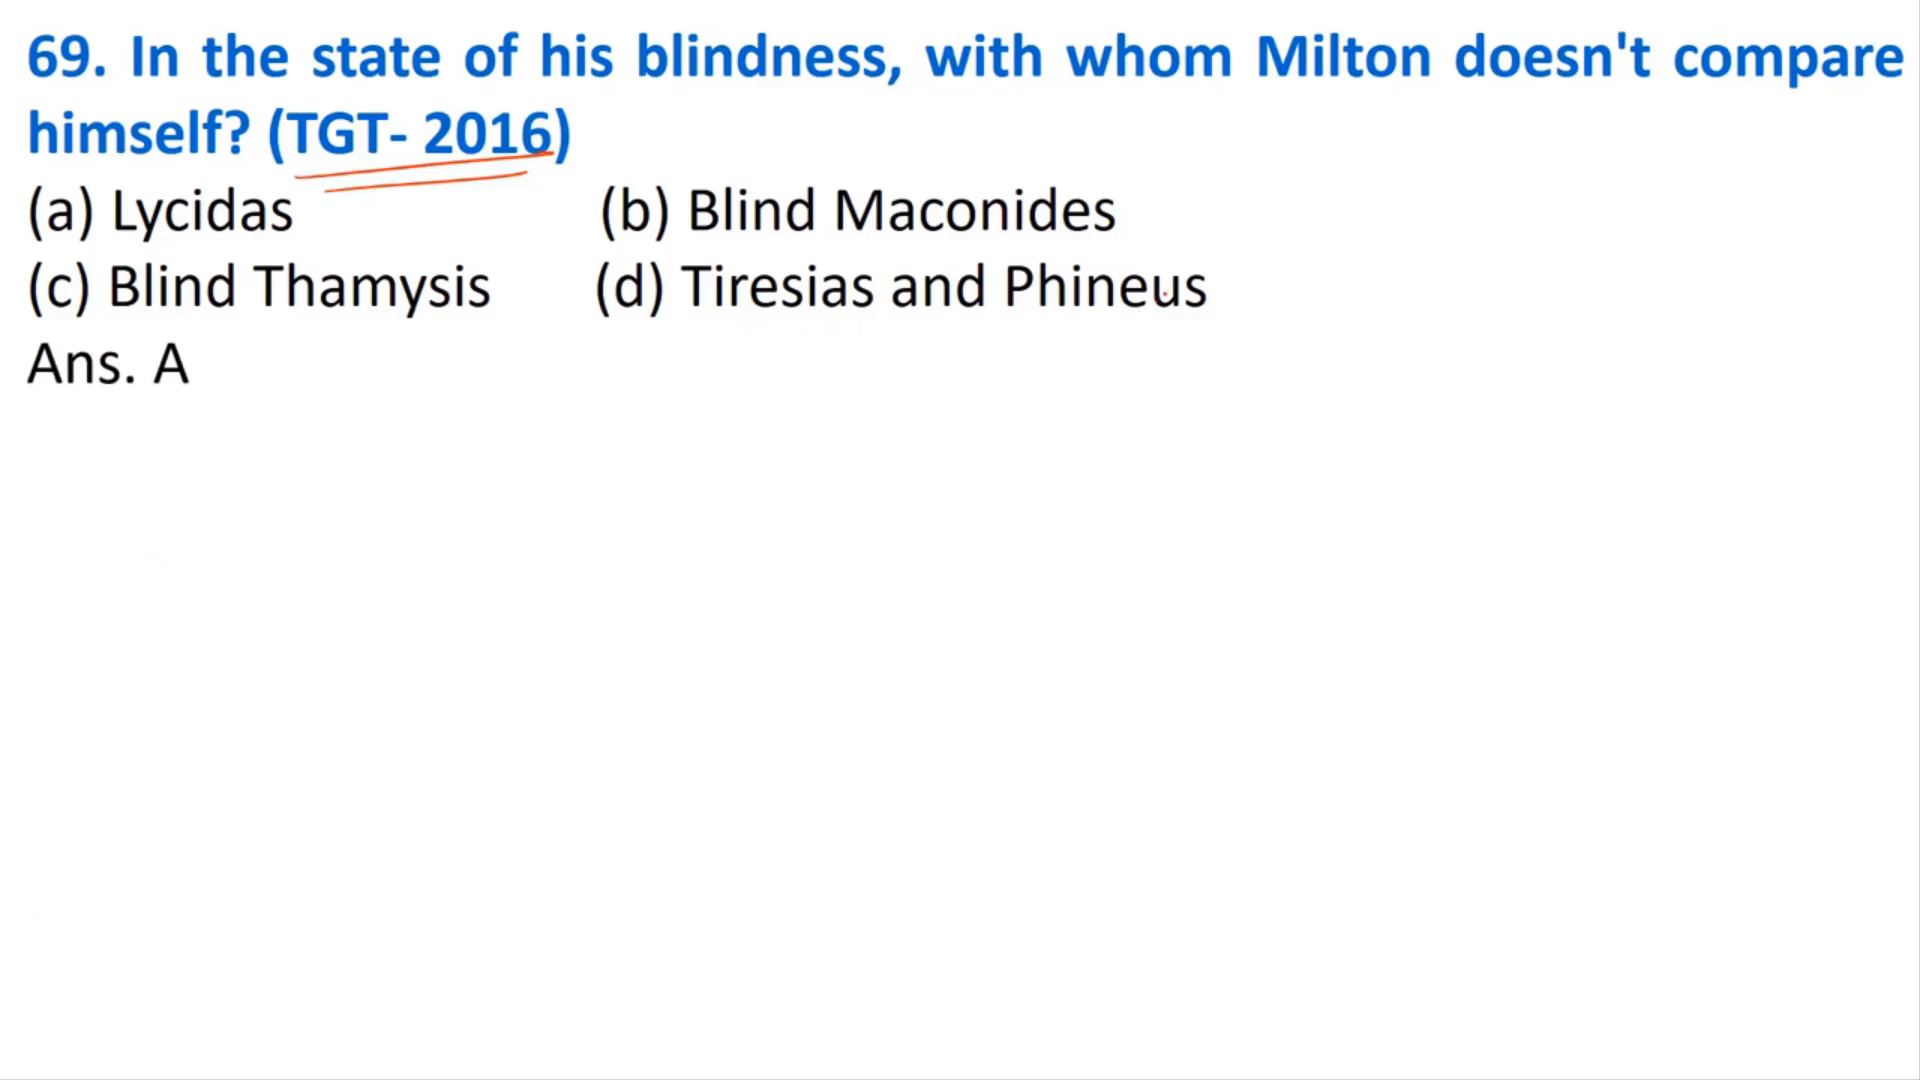 69. In the state of his blindness, with whom Milton doesn't compare
himself? (TGT- 2016)
(a) Lycidas (b) Blind Maconides
(c) Blind Thamysis (d) Tiresias and Phineus
Ans. A